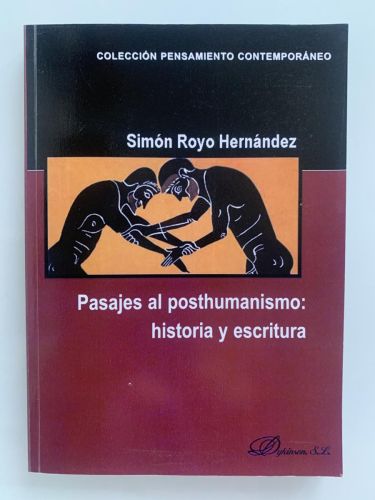 COLECCIÓN PENSAMIENTO CONTEMPORÁNEO
Simón Royo Hernández
Pasajes al posthumanismo:
historia y escritura
Dykinson, S.L.